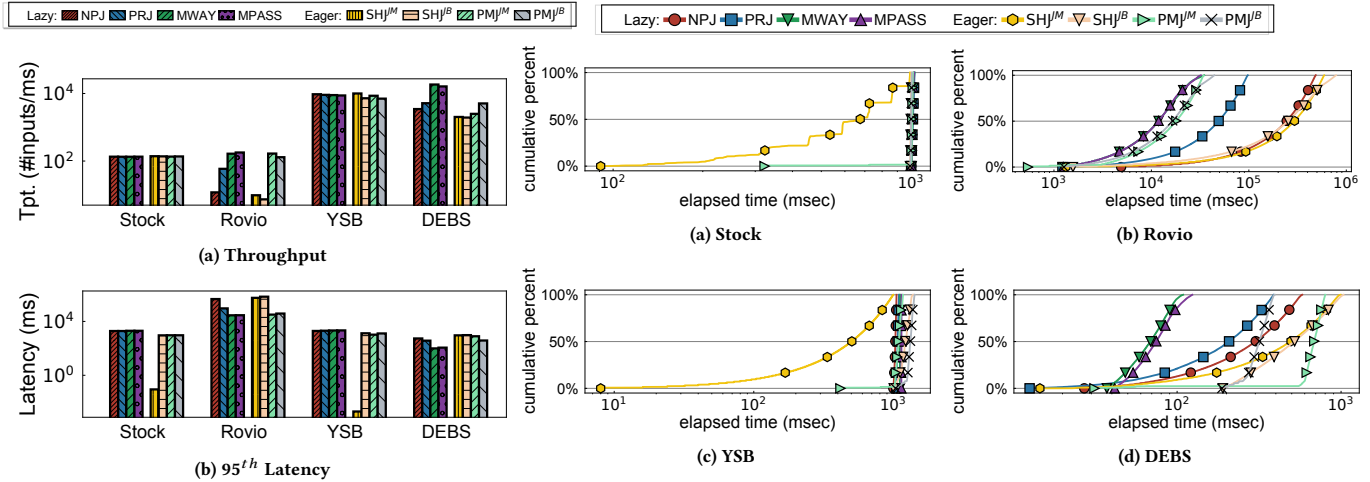 Lazy: NPJ PRJ MWAY MPASS Eager: SHJ^JM SHJ^JB PMJ^JM PMJ^JB
Tpt. (#inputs/ms)
10^4
10^2
Stock Rovio YSB DEBS
(a) Throughput
Latency (ms)
10^4
10^0
Stock Rovio YSB DEBS
(b) 95^th Latency
Lazy: NPJ PRJ MWAY MPASS Eager: SHJ^JM SHJ^JB PMJ^JM PMJ^JB
cumulative percent
100%
50%
0%
10^2 10^3
elapsed time (msec)
(a) Stock
cumulative percent
100%
50%
0%
10^3 10^4 10^5 10^6
elapsed time (msec)
(b) Rovio
cumulative percent
100%
50%
0%
10^1 10^2 10^3
elapsed time (msec)
(c) YSB
cumulative percent
100%
50%
0%
10^2 10^3
elapsed time (msec)
(d) DEBS